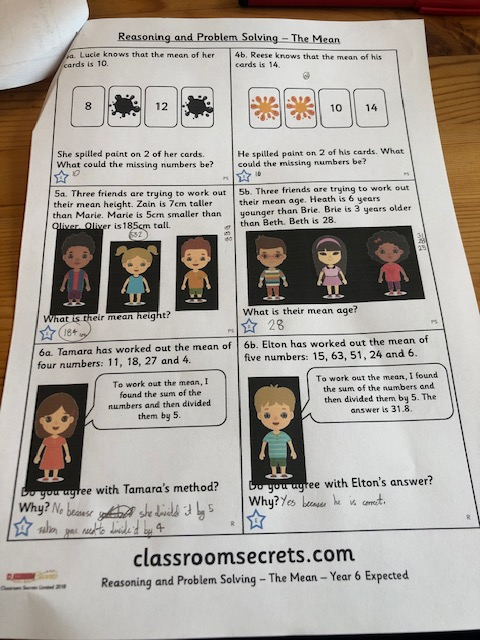 Reasoning and Problem Solving – The Mean
4a. Lucie knows that the mean of her
cards is 10.
8
12
She spilled paint on 2 of her cards.
What could the missing numbers be?
10
PS
4b. Reese knows that the mean of his
cards is 14.
10
14
He spilled paint on 2 of his cards. What
could the missing numbers be?
10
PS
5a. Three friends are trying to work out
their mean height. Zain is 7cm taller
than Marie. Marie is 5cm smaller than
Oliver. Oliver is 185cm tall.
What is their mean height?
184
PS
5b. Three friends are trying to work out
their mean age. Heath is 6 years
younger than Brie. Brie is 3 years older
than Beth. Beth is 28.
What is their mean age?
28
PS
6a. Tamara has worked out the mean of
four numbers: 11, 18, 27 and 4.
To work out the mean, I
found the sum of the
numbers and then divided
them by 5.
Do you agree with Tamara's method?
Why? No because she divided it by 5
when you need to divide it by 4
R
6b. Elton has worked out the mean of
five numbers: 15, 63, 51, 24 and 6.
To work out the mean, I found
the sum of the numbers and
then divided them by 5. The
answer is 31.8.
Do you agree with Elton's answer?
Why? Yes because he is correct.
R
classroomsecrets.com
Reasoning and Problem Solving – The Mean – Year 6 Expected
Classroom Secrets Limited 2018